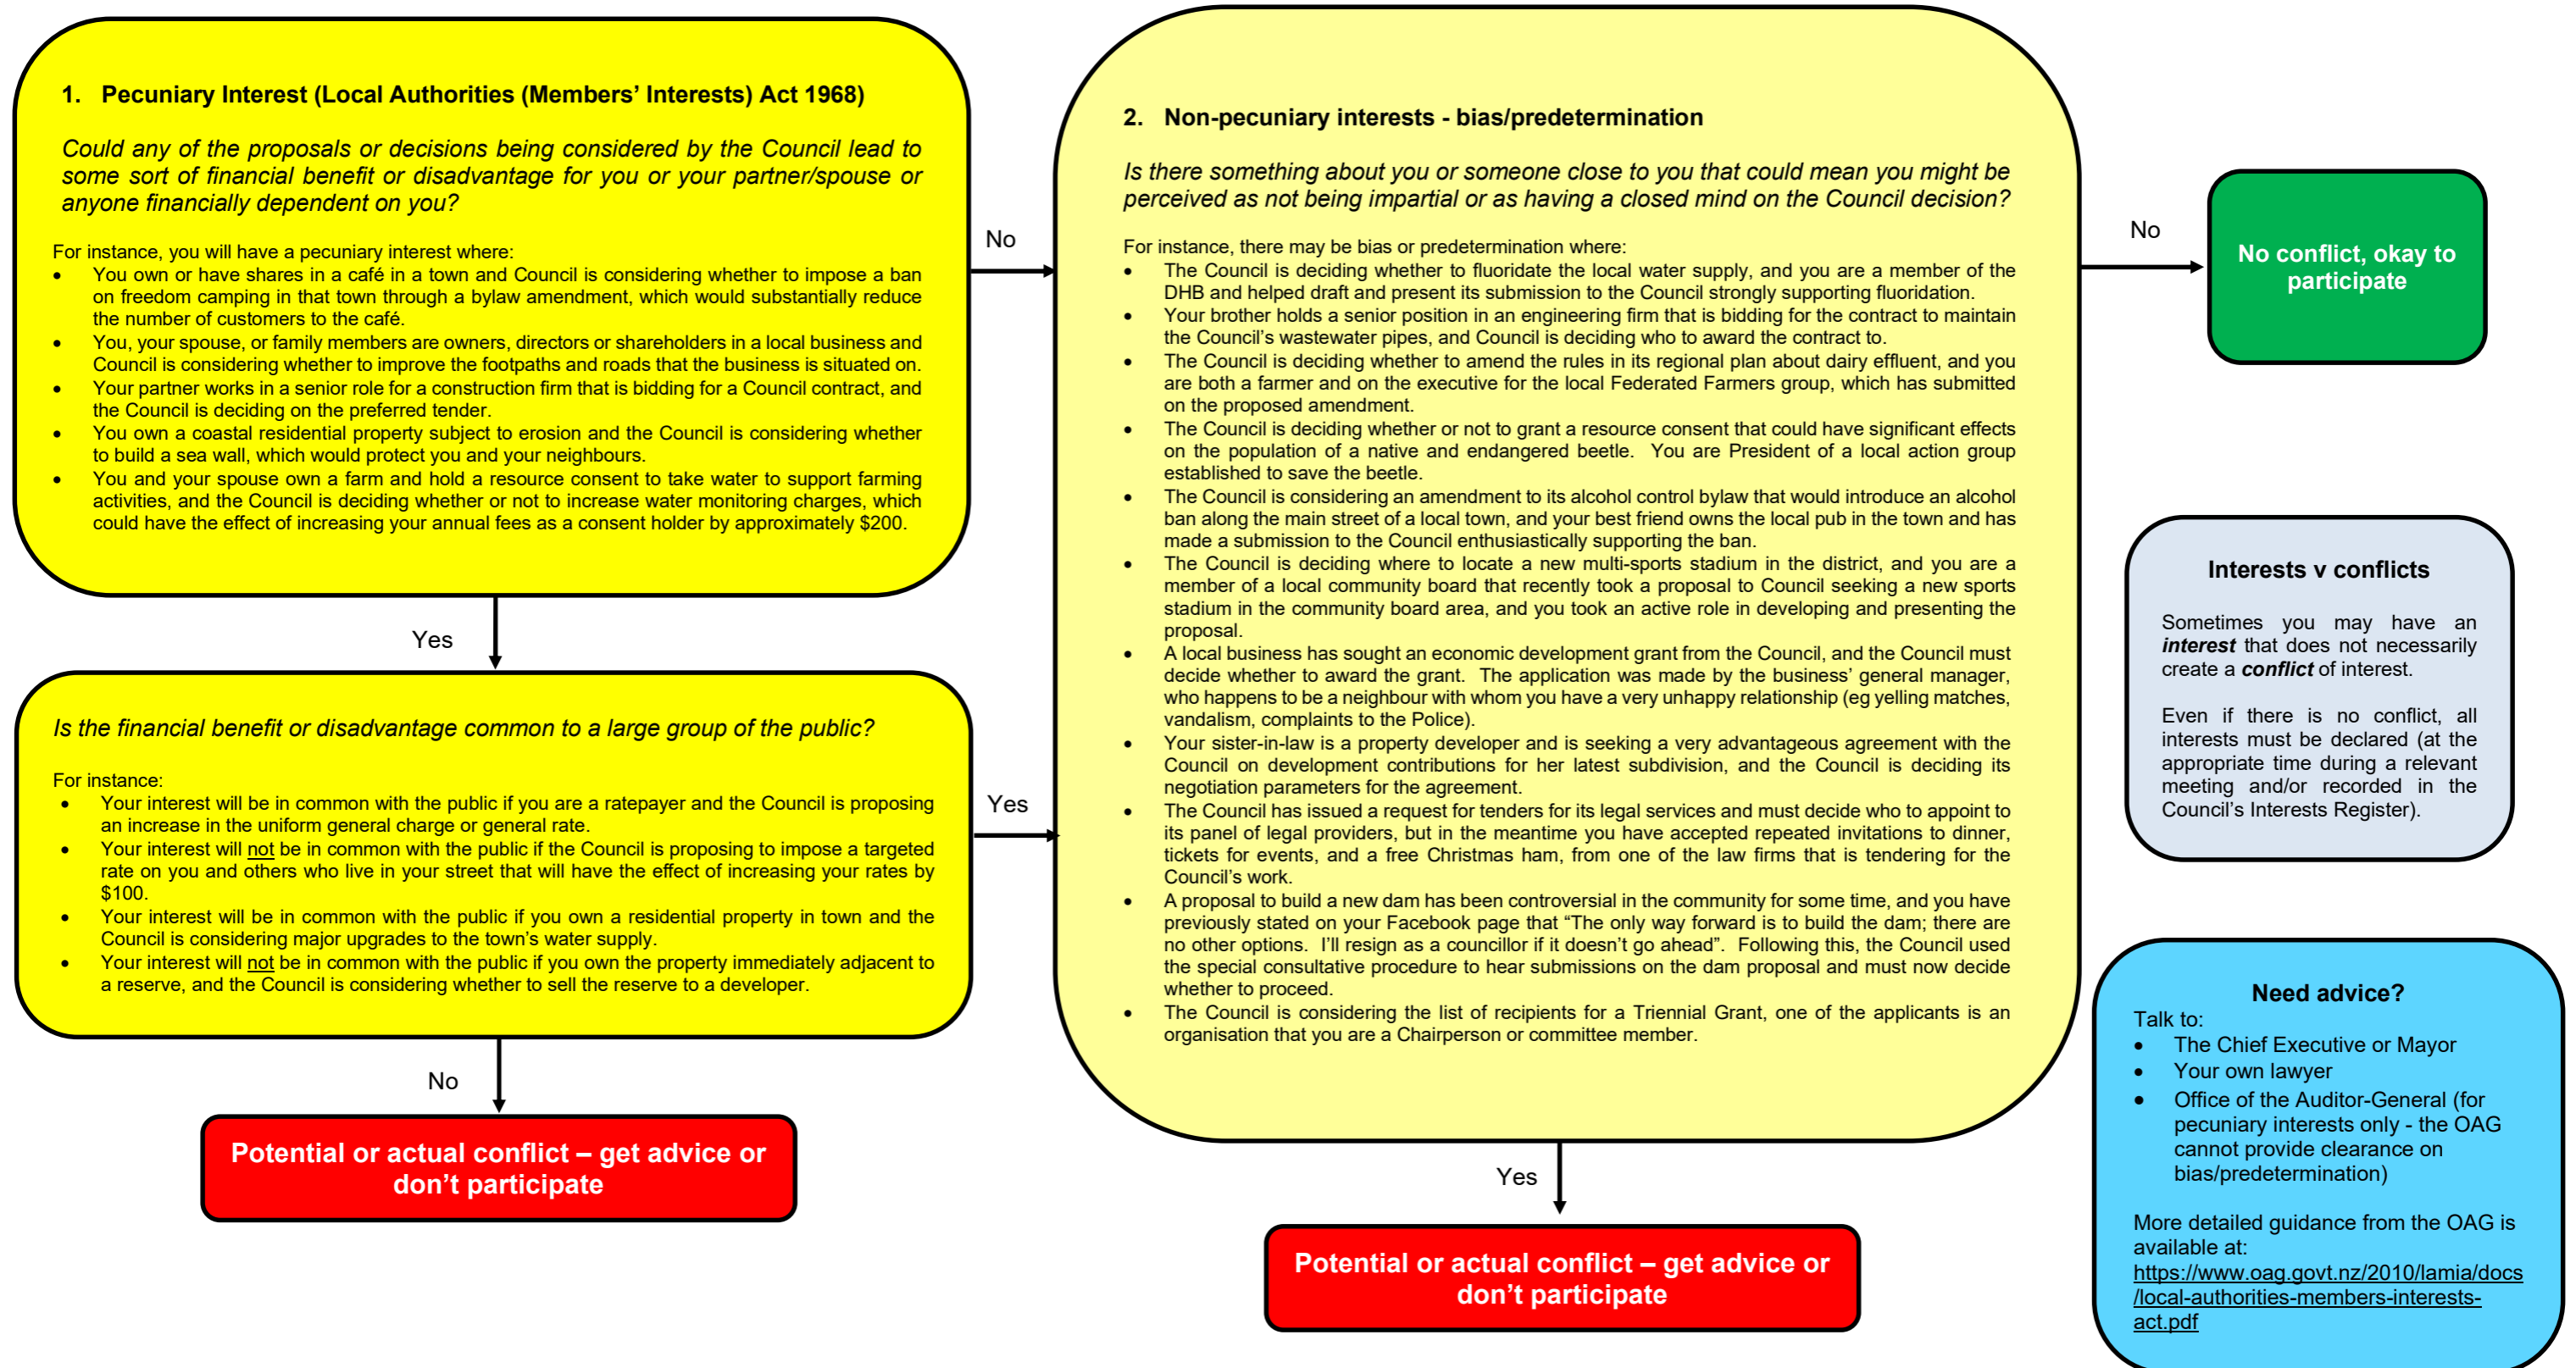 1. Pecuniary Interest (Local Authorities (Members' Interests) Act 1968)
Could any of the proposals or decisions being considered by the Council lead to
some sort of financial benefit or disadvantage for you or your partner/spouse or
anyone financially dependent on you?
For instance, you will have a pecuniary interest where:
• You own or have shares in a café in a town and Council is considering whether to impose a ban
on freedom camping in that town through a bylaw amendment, which would substantially reduce
the number of customers to the café.
• You, your spouse, or family members are owners, directors or shareholders in a local business and
Council is considering whether to improve the footpaths and roads that the business is situated on.
• Your partner works in a senior role for a construction firm that is bidding for a Council contract, and
the Council is deciding on the preferred tender.
• You own a coastal residential property subject to erosion and the Council is considering whether
to build a sea wall, which would protect you and your neighbours.
• You and your spouse own a farm and hold a resource consent to take water to support farming
activities, and the Council is deciding whether or not to increase water monitoring charges, which
could have the effect of increasing your annual fees as a consent holder by approximately $200.
No
Yes
Is the financial benefit or disadvantage common to a large group of the public?
For instance:
• Your interest will be in common with the public if you are a ratepayer and the Council is proposing
an increase in the uniform general charge or general rate.
• Your interest will not be in common with the public if the Council is proposing to impose a targeted
rate on you and others who live in your street that will have the effect of increasing your rates by
$100.
• Your interest will be in common with the public if you own a residential property in town and the
Council is considering major upgrades to the town's water supply.
• Your interest will not be in common with the public if you own the property immediately adjacent to
a reserve, and the Council is considering whether to sell the reserve to a developer.
Yes
No
Potential or actual conflict – get advice or
don't participate
2. Non-pecuniary interests - bias/predetermination
Is there something about you or someone close to you that could mean you might be
perceived as not being impartial or as having a closed mind on the Council decision?
For instance, there may be bias or predetermination where:
• The Council is deciding whether to fluoridate the local water supply, and you are a member of the
DHB and helped draft and present its submission to the Council strongly supporting fluoridation.
• Your brother holds a senior position in an engineering firm that is bidding for the contract to maintain
the Council's wastewater pipes, and Council is deciding who to award the contract to.
• The Council is deciding whether to amend the rules in its regional plan about dairy effluent, and you
are both a farmer and on the executive for the local Federated Farmers group, which has submitted
on the proposed amendment.
• The Council is deciding whether or not to grant a resource consent that could have significant effects
on the population of a native and endangered beetle. You are President of a local action group
established to save the beetle.
• The Council is considering an amendment to its alcohol control bylaw that would introduce an alcohol
ban along the main street of a local town, and your best friend owns the local pub in the town and has
made a submission to the Council enthusiastically supporting the ban.
• The Council is deciding where to locate a new multi-sports stadium in the district, and you are a
member of a local community board that recently took a proposal to Council seeking a new sports
stadium in the community board area, and you took an active role in developing and presenting the
proposal.
• A local business has sought an economic development grant from the Council, and the Council must
decide whether to award the grant. The application was made by the business' general manager,
who happens to be a neighbour with whom you have a very unhappy relationship (eg yelling matches,
vandalism, complaints to the Police).
• Your sister-in-law is a property developer and is seeking a very advantageous agreement with the
Council on development contributions for her latest subdivision, and the Council is deciding its
negotiation parameters for the agreement.
• The Council has issued a request for tenders for its legal services and must decide who to appoint to
its panel of legal providers, but in the meantime you have accepted repeated invitations to dinner,
tickets for events, and a free Christmas ham, from one of the law firms that is tendering for the
Council's work.
• A proposal to build a new dam has been controversial in the community for some time, and you have
previously stated on your Facebook page that “The only way forward is to build the dam; there are
no other options. I'll resign as a councillor if it doesn't go ahead”. Following this, the Council used
the special consultative procedure to hear submissions on the dam proposal and must now decide
whether to proceed.
• The Council is considering the list of recipients for a Triennial Grant, one of the applicants is an
organisation that you are a Chairperson or committee member.
Yes
Potential or actual conflict – get advice or
don't participate
No
No conflict, okay to
participate
Interests v conflicts
Sometimes you may have an
interest that does not necessarily
create a conflict of interest.
Even if there is no conflict, all
interests must be declared (at the
appropriate time during a relevant
meeting and/or recorded in the
Council's Interests Register).
Need advice?
Talk to:
• The Chief Executive or Mayor
• Your own lawyer
• Office of the Auditor-General (for
pecuniary interests only - the OAG
cannot provide clearance on
bias/predetermination)
More detailed guidance from the OAG is
available at:
https://www.oag.govt.nz/2010/lamia/docs
/local-authorities-members-interests-
act.pdf